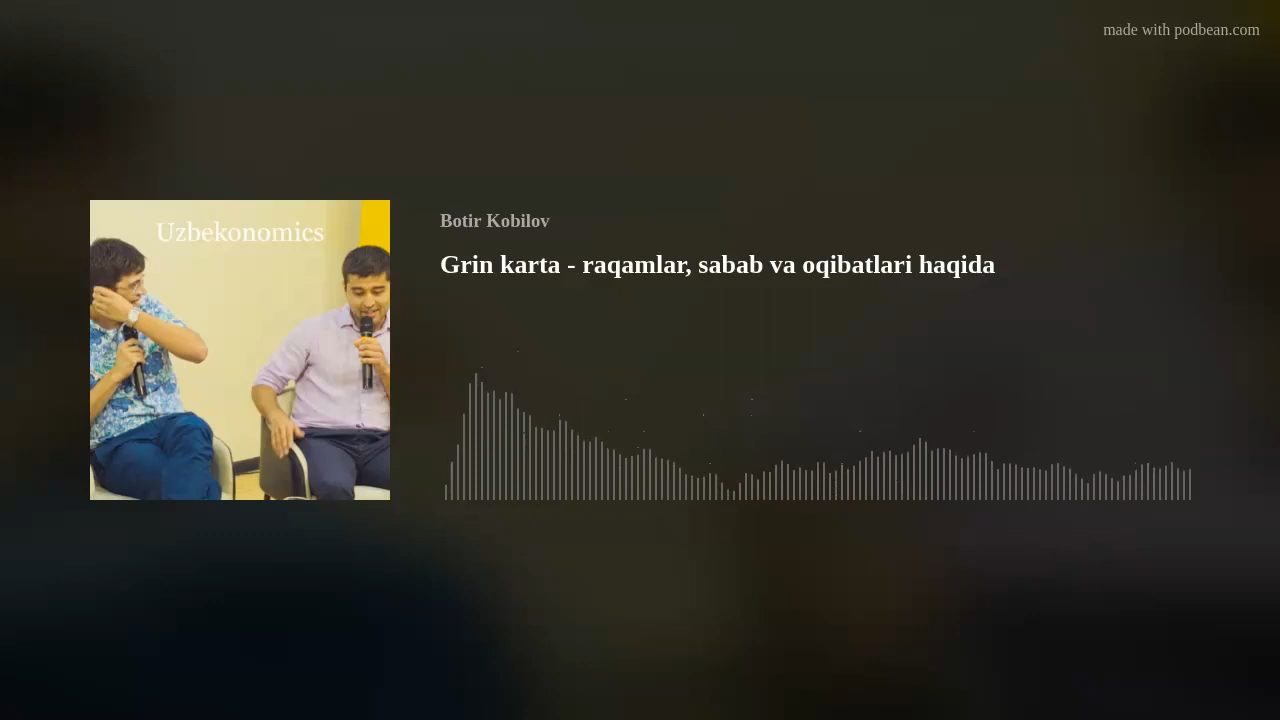 made with podbean.com
Uzbekonomics
Botir Kobilov
Grin karta - raqamlar, sabab va oqibatlari haqida